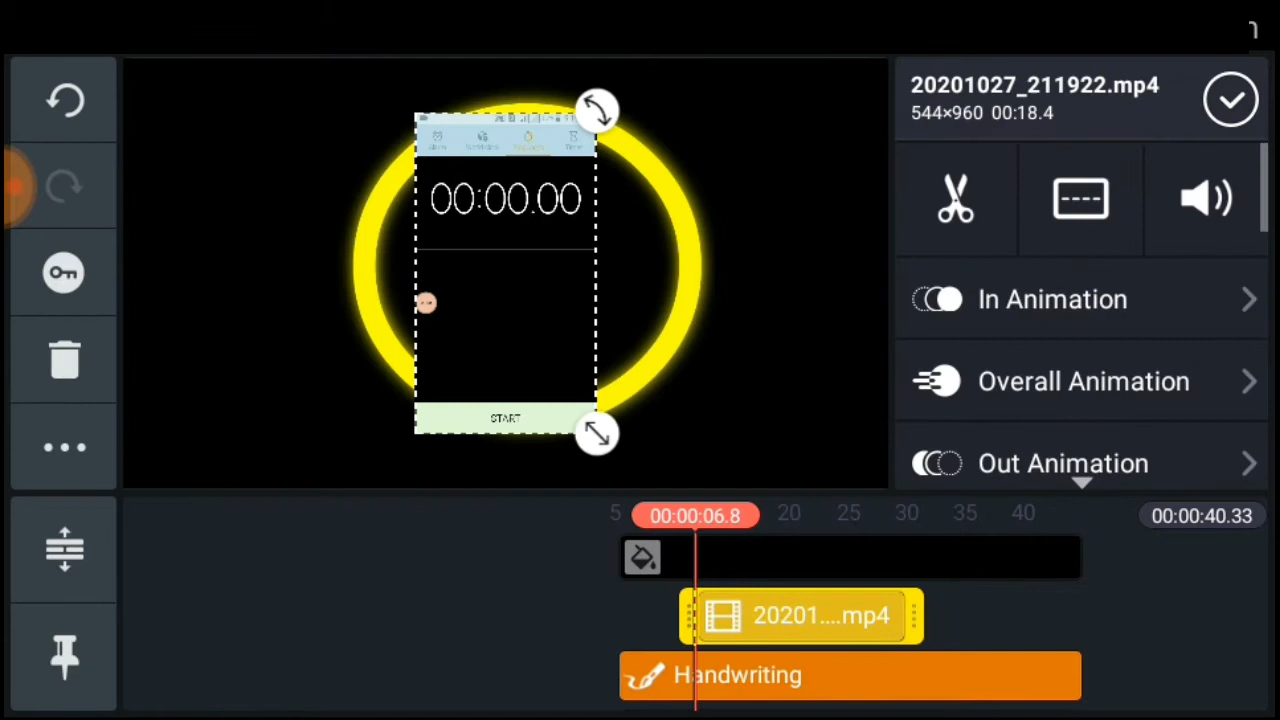 20201027_211922.mp4
544×960 00:18.4
00:00.00
START
In Animation
Overall Animation
Out Animation
5 00:00:06.8 20 25 30 35 40 00:00:40.33
20201....mp4
Handwriting